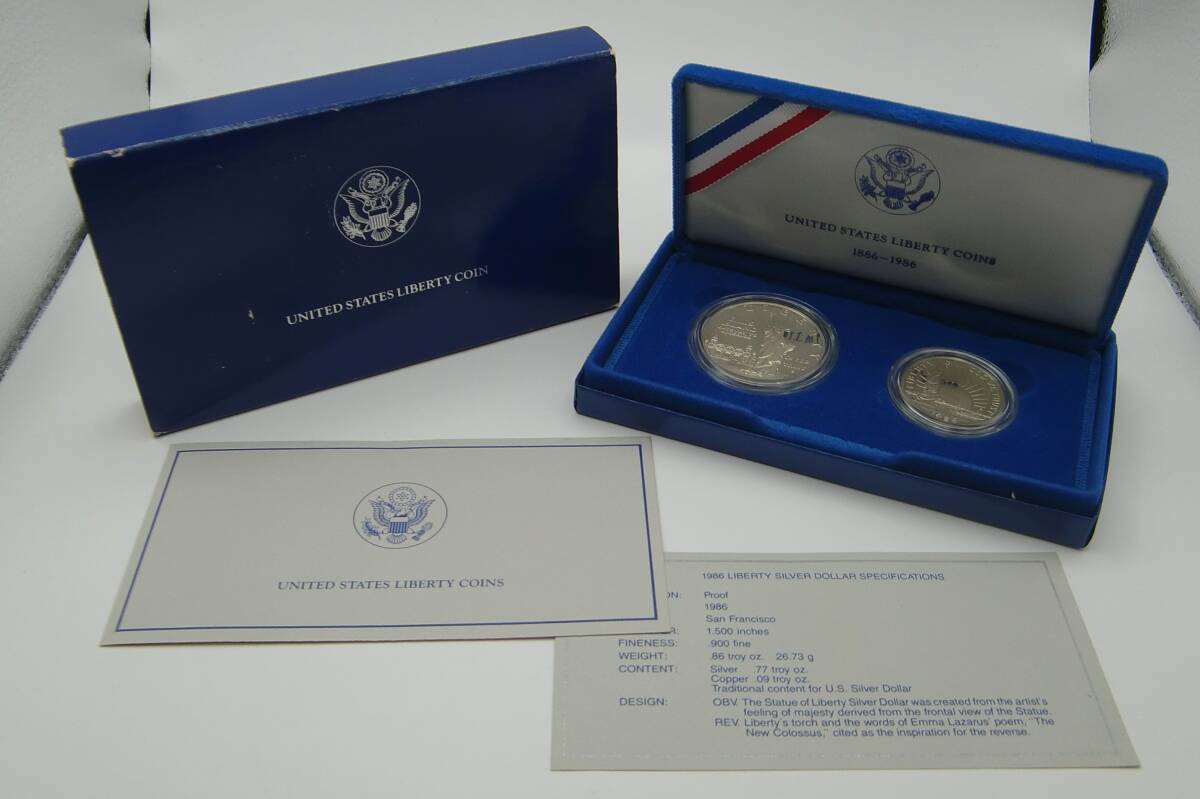 UNITED STATES LIBERTY COIN
UNITED STATES LIBERTY COINS
1886–1986
1986
UNITED STATES LIBERTY COINS
1986 LIBERTY SILVER DOLLAR SPECIFICATIONS
ON: Proof
1986
San Francisco
R: 1.500 inches
FINENESS: .900 fine
WEIGHT: .86 troy oz. 26.73 g
CONTENT: Silver .77 troy oz.
Copper .09 troy oz.
Traditional content for U.S. Silver Dollar
DESIGN: OBV. The Statue of Liberty Silver Dollar was created from the artist's
feeling of majesty derived from the frontal view of the Statue.
REV. Liberty's torch and the words of Emma Lazarus' poem, "The
New Colossus," cited as the inspiration for the reverse.